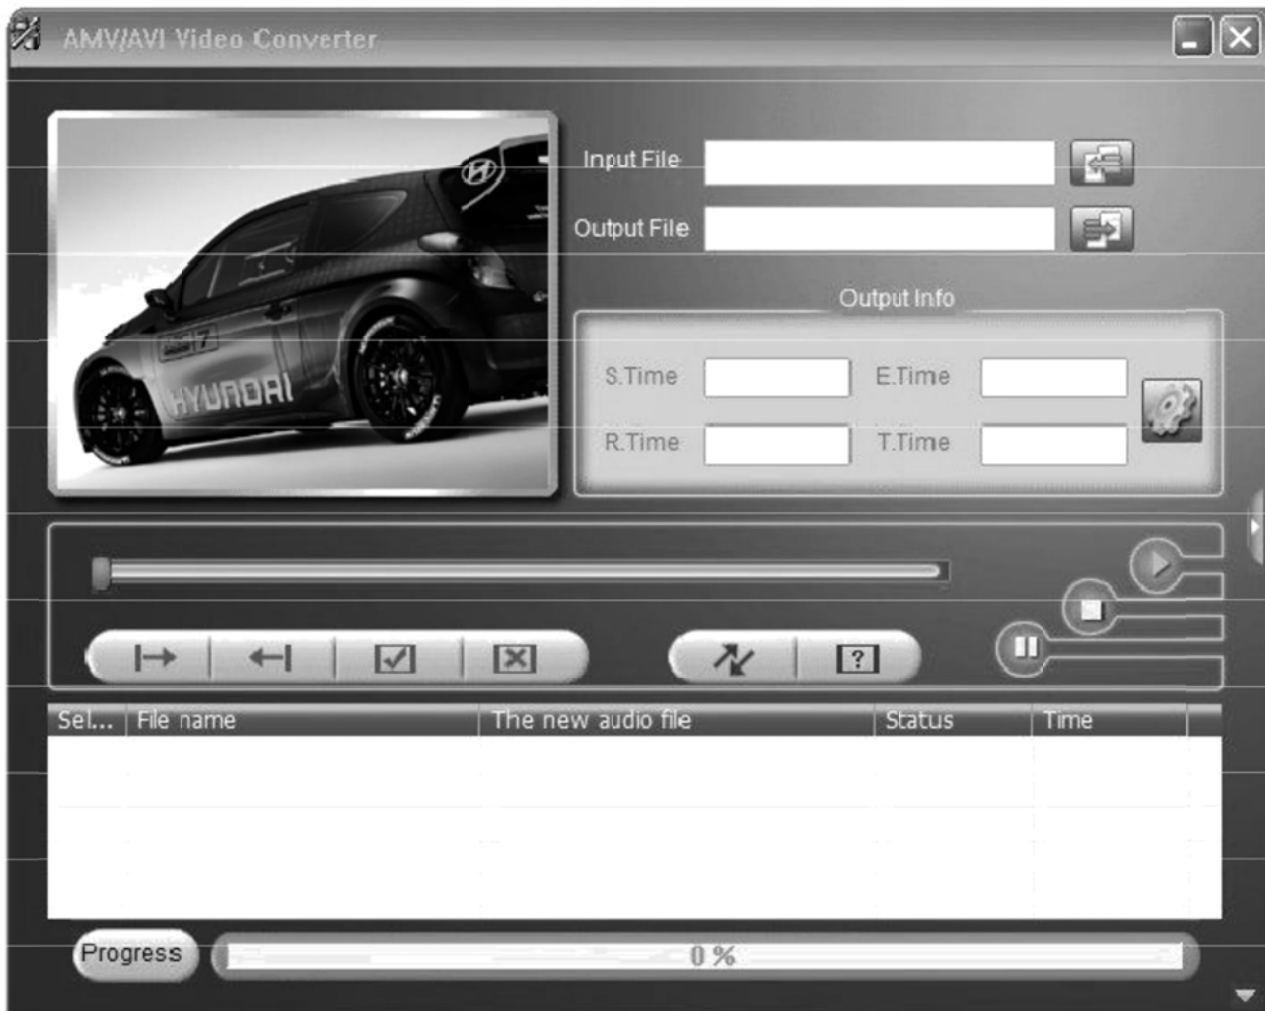 AMV/AVI Video Converter
Input File
Output File
Output Info
S.Time
E.Time
R.Time
T.Time
HYUNDAI
7
Sel... File name The new audio file Status Time
Progress 0 %